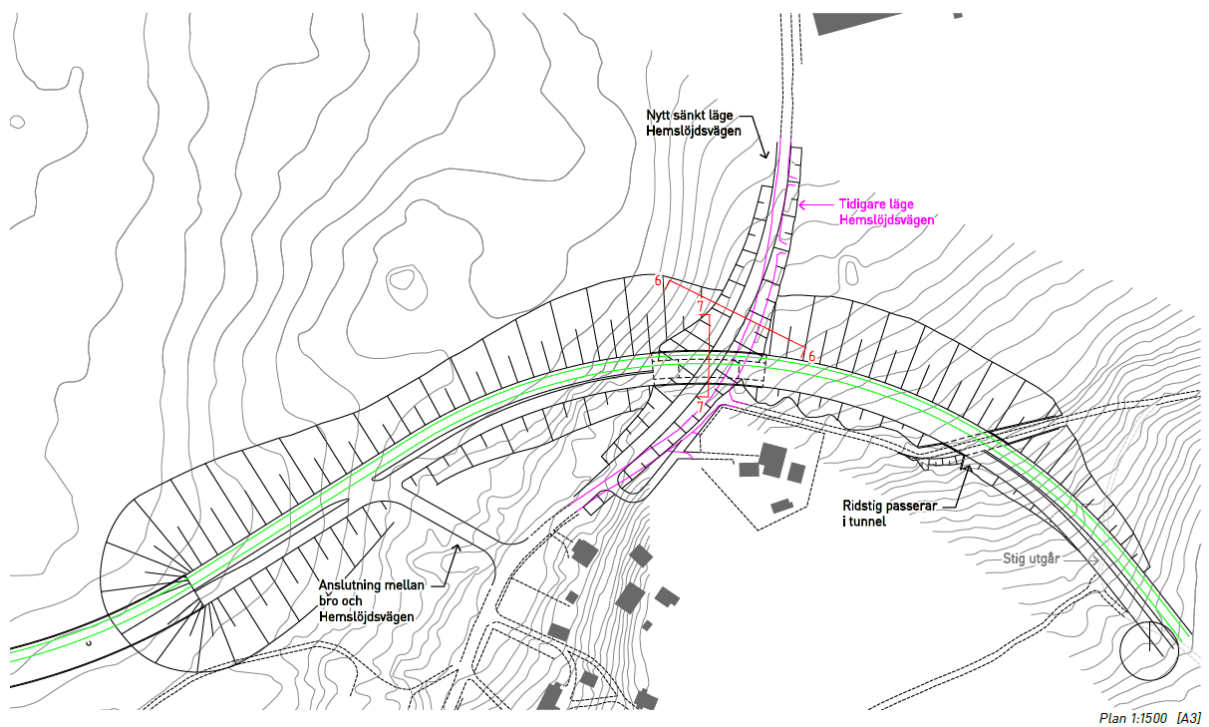 Nytt sänkt läge
Hemslöjdsvägen
Tidigare läge
Hemslöjdsvägen
6
7
6
7
Ridstig passerar
i tunnel
Stig utgår
Anslutning mellan
bro och
Hemslöjdsvägen
Plan 1:1500 [A3]